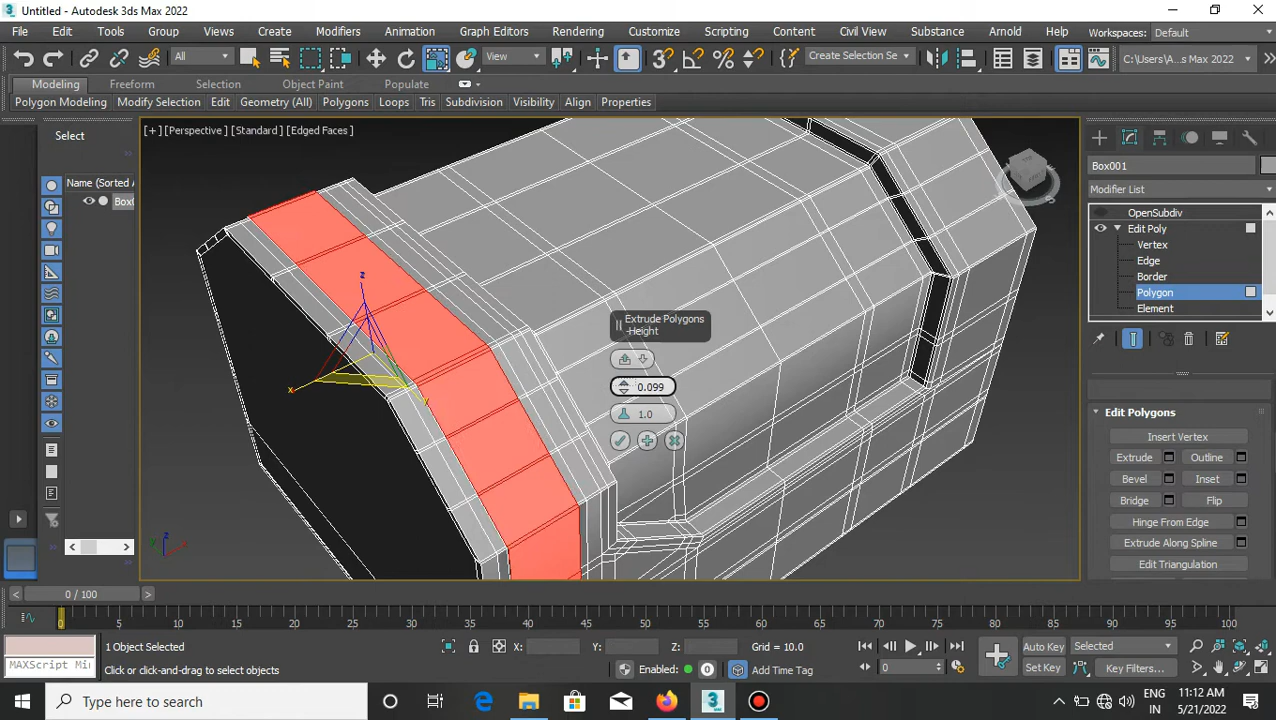 Untitled - Autodesk 3ds Max 2022
File Edit Tools Group Views Create Modifiers Animation Graph Editors Rendering Customize Scripting Content Civil View Substance Arnold Help Workspaces: Default
All View Create Selection Se C:\Users\A...s Max 2022
Modeling Freeform Selection Object Paint Populate
Polygon Modeling Modify Selection Edit Geometry (All) Polygons Loops Tris Subdivision Visibility Align Properties
Select
[+] [Perspective] [Standard] [Edged Faces]
Name (Sorted A
Box0
Extrude Polygons
-Height
0.099
1.0
z
x
y
z
Box001
Modifier List
OpenSubdiv
Edit Poly
Vertex
Edge
Border
Polygon
Element
Edit Polygons
Insert Vertex
Extrude Outline
Bevel Inset
Bridge Flip
Hinge From Edge
Extrude Along Spline
Edit Triangulation
0 / 100
0 5 10 15 20 25 30 35 40 45 50 55 60 65 70 75 80 85 90 95 100
1 Object Selected X: Y: Z: Grid = 10.0 Auto Key Selected
MAXScript Mi Click or click-and-drag to select objects Enabled: 0 Add Time Tag 0 Set Key Key Filters...
Type here to search
3
MAX
ENG
IN
11:12 AM
5/21/2022